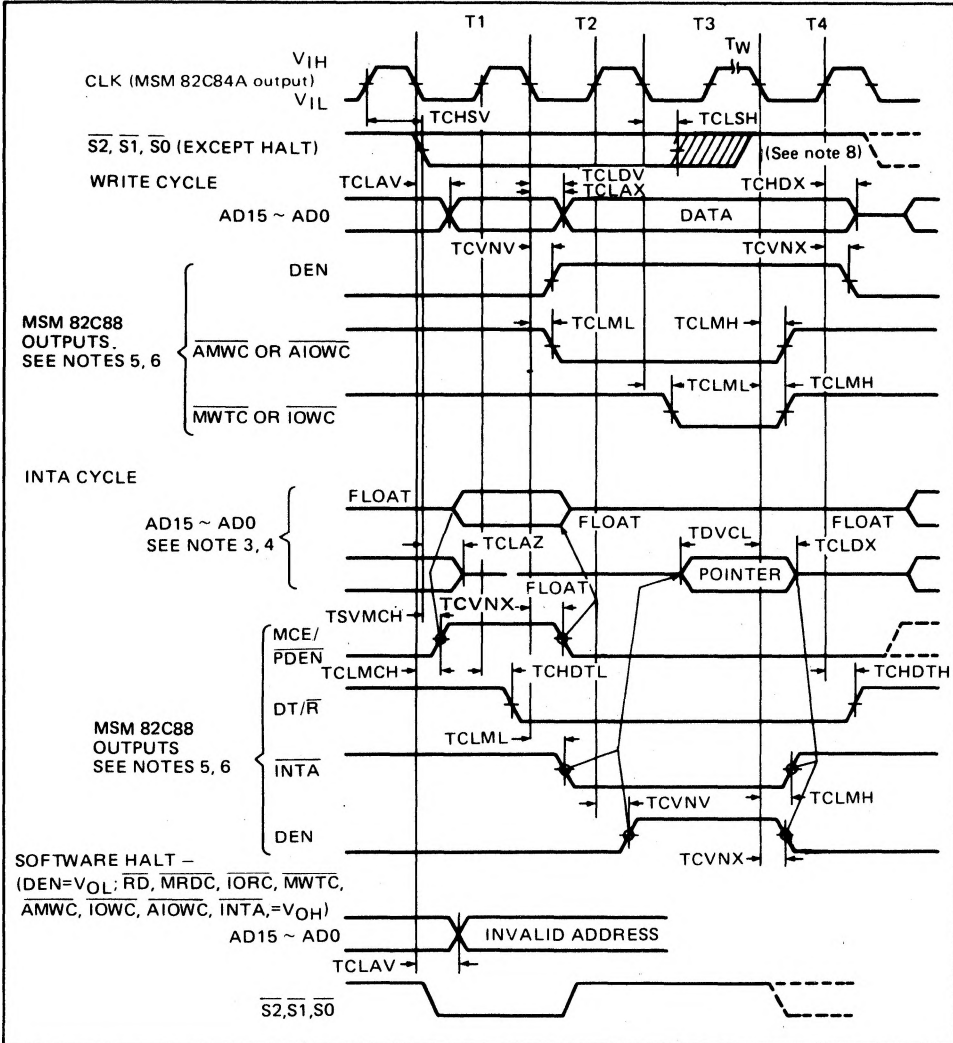 T1 T2 T3 T4
TW
VIH
CLK (MSM 82C84A output)
VIL
TCHSV
TCLSH
S2, S1, S0 (EXCEPT HALT)
(See note 8)
WRITE CYCLE
TCLAV
TCLDV
TCLAX
TCHDX
AD15 ~ AD0
DATA
TCVNV
TCVNX
DEN
MSM 82C88
OUTPUTS.
SEE NOTES 5, 6
TCLML
TCLMH
AMWC OR AIOWC
TCLML
TCLMH
MWTC OR IOWC
INTA CYCLE
FLOAT
FLOAT
FLOAT
AD15 ~ AD0
SEE NOTE 3, 4
TDVCL
TCLAZ
TCLDX
POINTER
FLOAT
TSVMCH
TCVNX
MCE/
PDEN
TCLMCH
TCHDTL
TCHDTH
DT/R
MSM 82C88
OUTPUTS
SEE NOTES 5, 6
TCLML
INTA
TCVNV
TCLMH
DEN
TCVNX
SOFTWARE HALT –
(DEN=VOL; RD, MRDC, IORC, MWTC,
AMWC, IOWC, AIOWC, INTA,=VOH)
AD15 ~ AD0
INVALID ADDRESS
TCLAV
S2,S1,S0